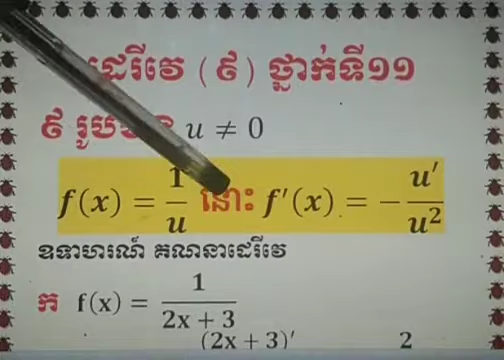 ដេរីវេ (៩) ថ្នាក់ទី១១
៩ u ≠ 0
f(x) = 1/u នោះ f′(x) = − u′/u²
ឧទាហរណ៍ គណនាដេរីវេ
ក f(x) = 1/(2x + 3)
(2x + 3)′ 2